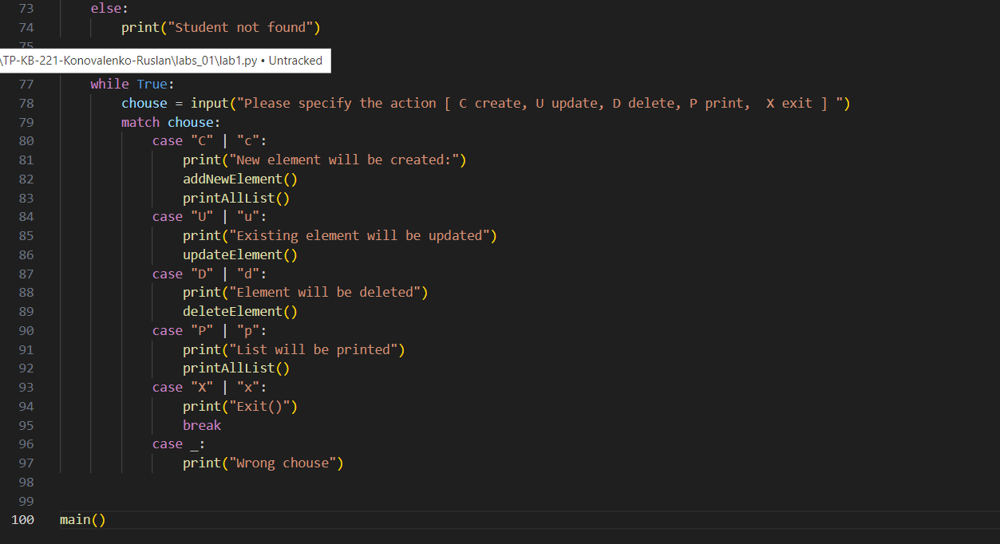 73 else:
74 print("Student not found")
75
\TP-KB-221-Konovalenko-Ruslan\labs_01\lab1.py • Untracked
77 while True:
78 chouse = input("Please specify the action [ C create, U update, D delete, P print,  X exit ] ")
79 match chouse:
80 case "C" | "c":
81 print("New element will be created:")
82 addNewElement()
83 printAllList()
84 case "U" | "u":
85 print("Existing element will be updated")
86 updateElement()
87 case "D" | "d":
88 print("Element will be deleted")
89 deleteElement()
90 case "P" | "p":
91 print("List will be printed")
92 printAllList()
93 case "X" | "x":
94 print("Exit()")
95 break
96 case _:
97 print("Wrong chouse")
98
99
100 main()